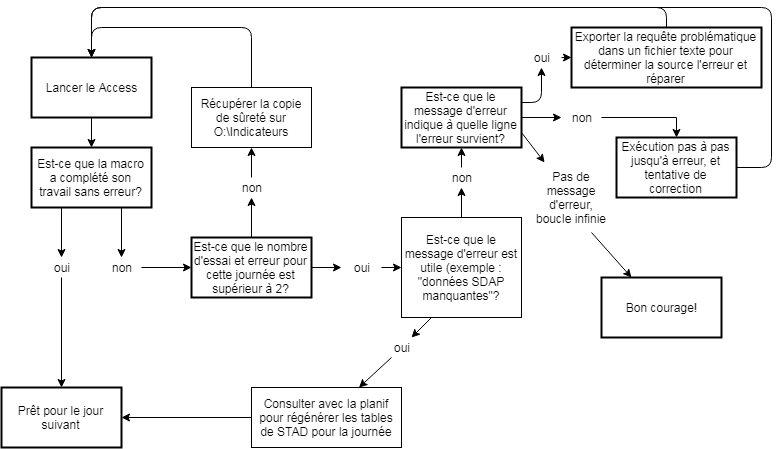 Exporter la requête problématique
dans un fichier texte pour
déterminer la source l'erreur et
réparer
oui
Lancer le Access
Récupérer la copie
de sûreté sur
O:\Indicateurs
Est-ce que le
message d'erreur
indique à quelle ligne
l'erreur survient?
non
Exécution pas à pas
jusqu'à erreur, et
tentative de
correction
Est-ce que la macro
a complété son
travail sans erreur?
non
non
Pas de
message
d'erreur,
boucle infinie
oui
non
Est-ce que le nombre
d'essai et erreur pour
cette journée est
supérieur à 2?
oui
Est-ce que le
message d'erreur est
utile (exemple :
"données SDAP
manquantes"?
Bon courage!
oui
Prêt pour le jour
suivant
Consulter avec la planif
pour régénérer les tables
de STAD pour la journée